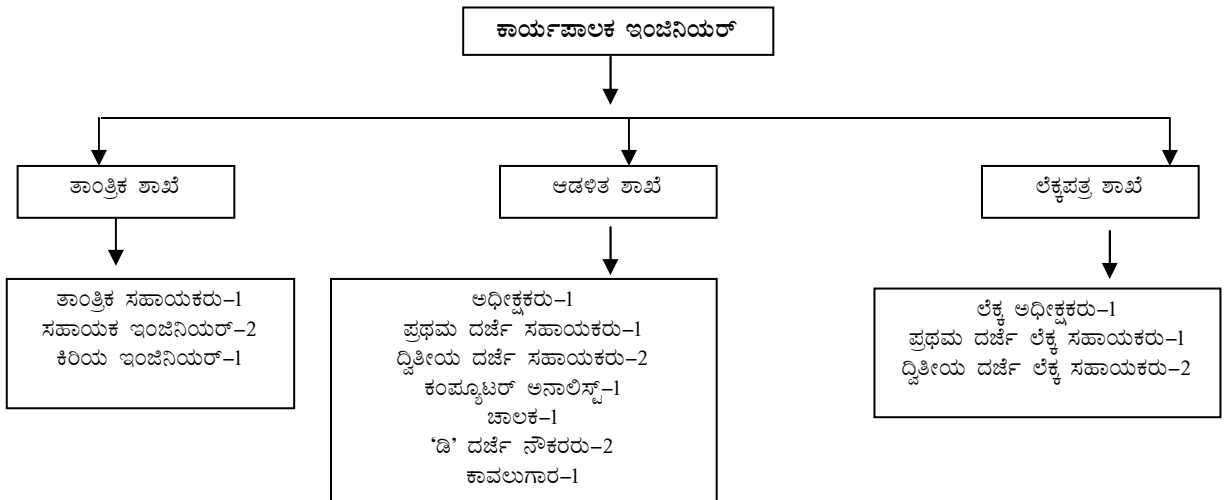 ಕಾರ್ಯಪಾಲಕ ಇಂಜಿನಿಯರ್
ತಾಂತ್ರಿಕ ಶಾಖೆ
ಆಡಳಿತ ಶಾಖೆ
ಲೆಕ್ಕಪತ್ರ ಶಾಖೆ
ತಾಂತ್ರಿಕ ಸಹಾಯಕರು–1
ಸಹಾಯಕ ಇಂಜಿನಿಯರ್–2
ಕಿರಿಯ ಇಂಜಿನಿಯರ್–1
ಅಧೀಕ್ಷಕರು–1
ಪ್ರಥಮ ದರ್ಜೆ ಸಹಾಯಕರು–1
ದ್ವಿತೀಯ ದರ್ಜೆ ಸಹಾಯಕರು–2
ಕಂಪ್ಯೂಟರ್ ಅನಾಲಿಸ್ಟ್–1
ಚಾಲಕ–1
‘ಡಿ’ ದರ್ಜೆ ನೌಕರರು–2
ಕಾವಲುಗಾರ–1
ಲೆಕ್ಕ ಅಧೀಕ್ಷಕರು–1
ಪ್ರಥಮ ದರ್ಜೆ ಲೆಕ್ಕ ಸಹಾಯಕರು–1
ದ್ವಿತೀಯ ದರ್ಜೆ ಲೆಕ್ಕ ಸಹಾಯಕರು–2